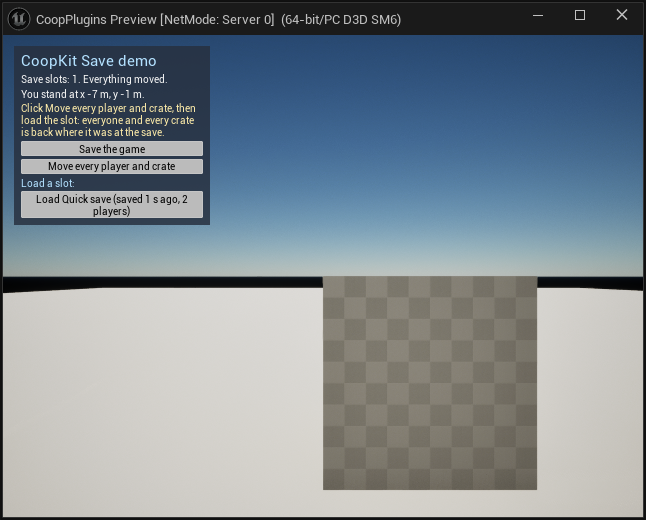 CoopPlugins Preview [NetMode: Server 0] (64-bit/PC D3D SM6)
CoopKit Save demo
Save slots: 1. Everything moved.
You stand at x -7 m, y -1 m.
Click Move every player and crate, then
load the slot: everyone and every crate
is back where it was at the save.
Save the game
Move every player and crate
Load a slot:
Load Quick save (saved 1 s ago, 2
players)